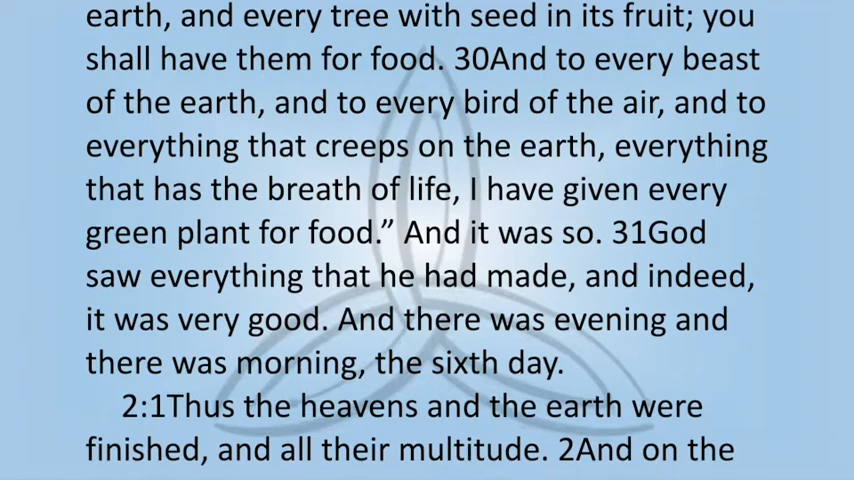 earth, and every tree with seed in its fruit; you
shall have them for food. 30And to every beast
of the earth, and to every bird of the air, and to
everything that creeps on the earth, everything
that has the breath of life, I have given every
green plant for food.” And it was so. 31God
saw everything that he had made, and indeed,
it was very good. And there was evening and
there was morning, the sixth day.
2:1Thus the heavens and the earth were
finished, and all their multitude. 2And on the